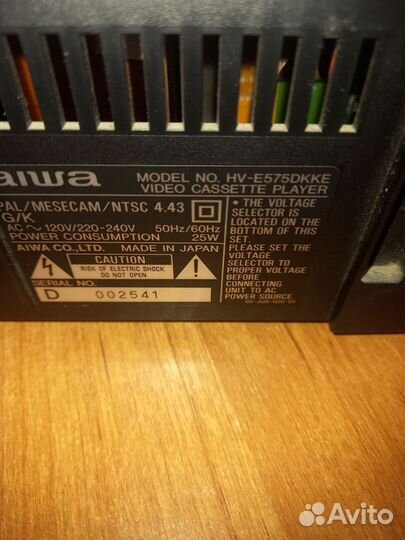 aiwa
MODEL NO. HV-E575DKKE
VIDEO CASSETTE PLAYER
PAL/MESECAM/NTSC 4.43
G/K
AC ~ 120V/220-240V 50Hz/60Hz
POWER CONSUMPTION 25W
AIWA CO.,LTD. MADE IN JAPAN
CAUTION
RISK OF ELECTRIC SHOCK
DO NOT OPEN
SERIAL NO.
D 002541
• THE VOLTAGE
SELECTOR IS
LOCATED ON THE
BOTTOM OF THIS
SET.
PLEASE SET THE
VOLTAGE
SELECTOR TO
PROPER VOLTAGE
BEFORE
CONNECTING
UNIT TO AC
POWER SOURCE.
Avito